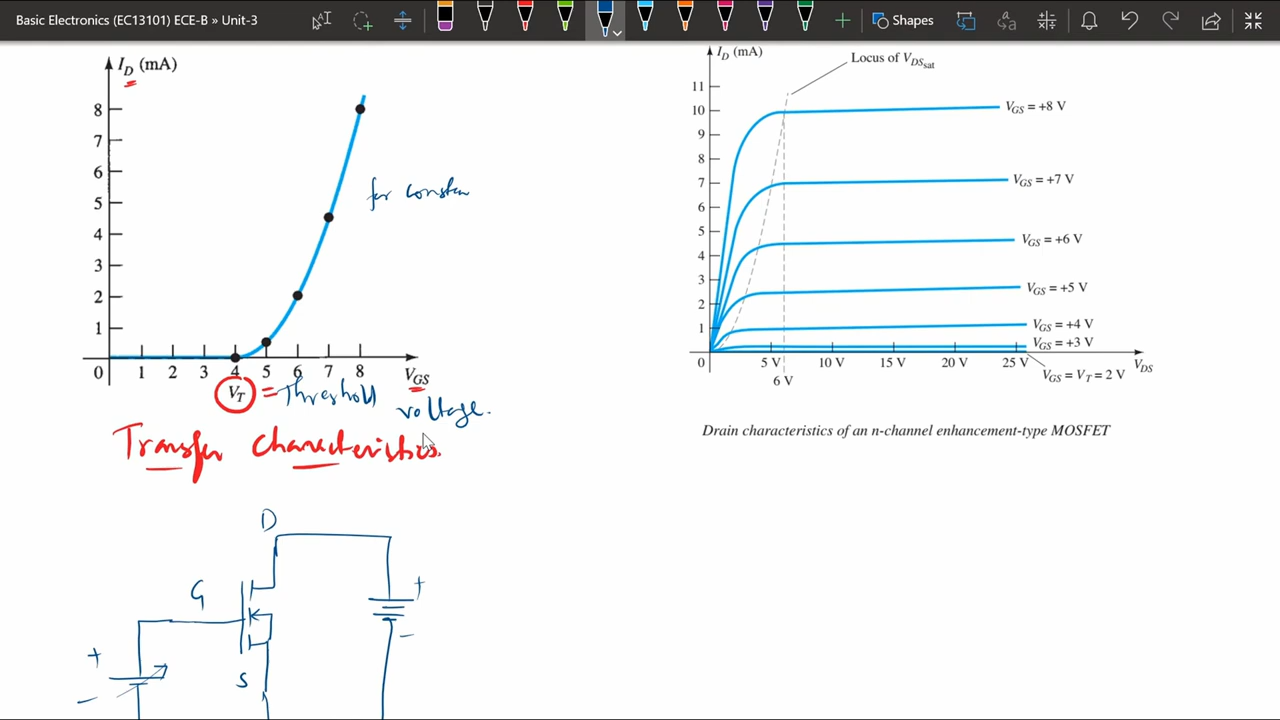 Basic Electronics (EC13101) ECE-B » Unit-3
Shapes
I_D (mA)
8
7
6
5
4
3
2
1
0 1 2 3 4 5 6 7 8 V_GS
V_T = Threshold voltage.
for constan
Transfer characteristics.
I_D (mA)
Locus of V_DSsat
11
10
9
8
7
6
5
4
3
2
1
V_GS = +8 V
V_GS = +7 V
V_GS = +6 V
V_GS = +5 V
V_GS = +4 V
V_GS = +3 V
V_GS = V_T = 2 V
0 5 V 10 V 15 V 20 V 25 V V_DS
6 V
Drain characteristics of an n-channel enhancement-type MOSFET
D
G
S
+
-
+
-